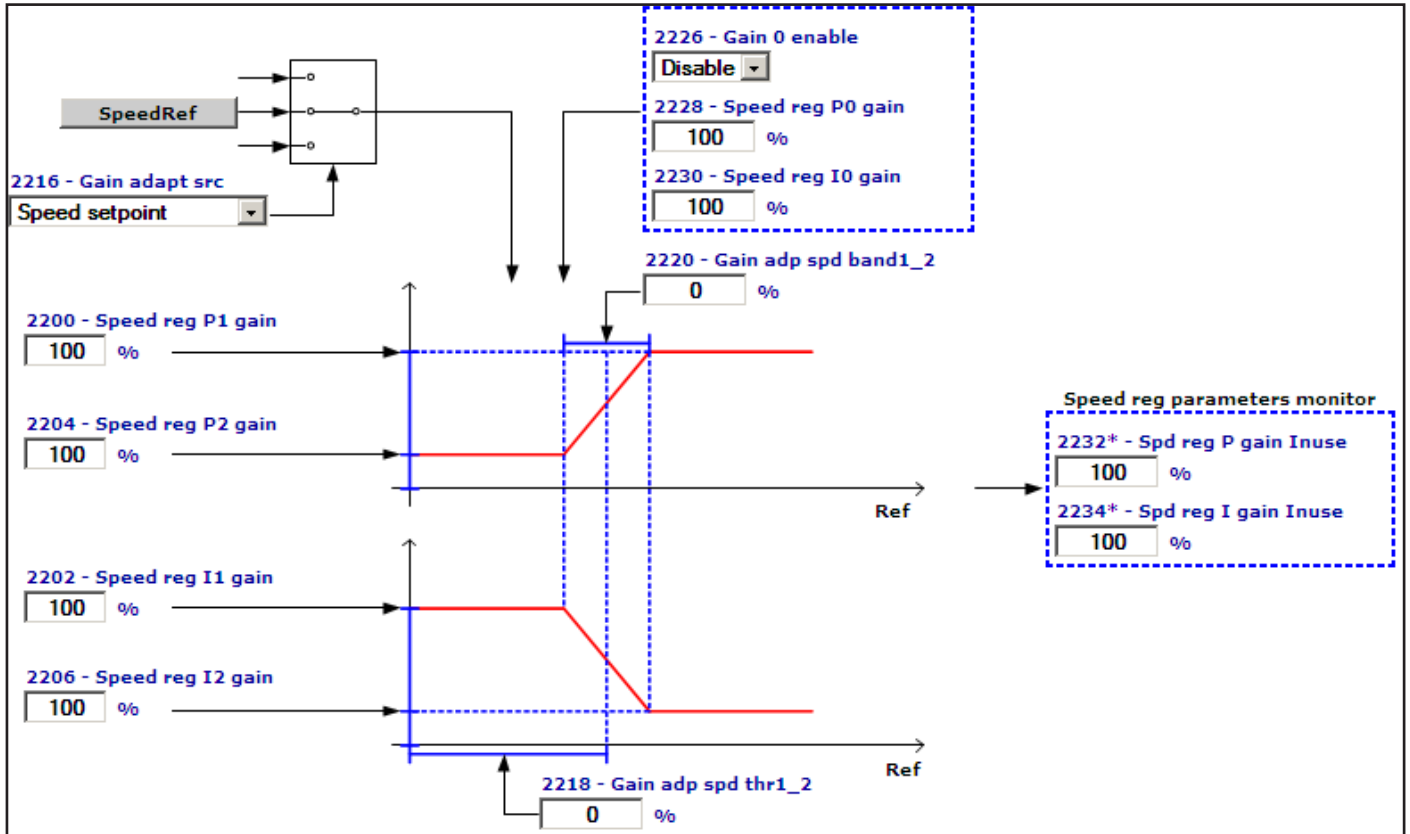 2226 - Gain 0 enable
Disable
2228 - Speed reg P0 gain
100 %
2230 - Speed reg I0 gain
100 %
SpeedRef
2216 - Gain adapt src
Speed setpoint
2220 - Gain adp spd band1_2
0 %
2200 - Speed reg P1 gain
100 %
2204 - Speed reg P2 gain
100 %
Ref
Speed reg parameters monitor
2232* - Spd reg P gain Inuse
100 %
2234* - Spd reg I gain Inuse
100 %
2202 - Speed reg I1 gain
100 %
2206 - Speed reg I2 gain
100 %
Ref
2218 - Gain adp spd thr1_2
0 %